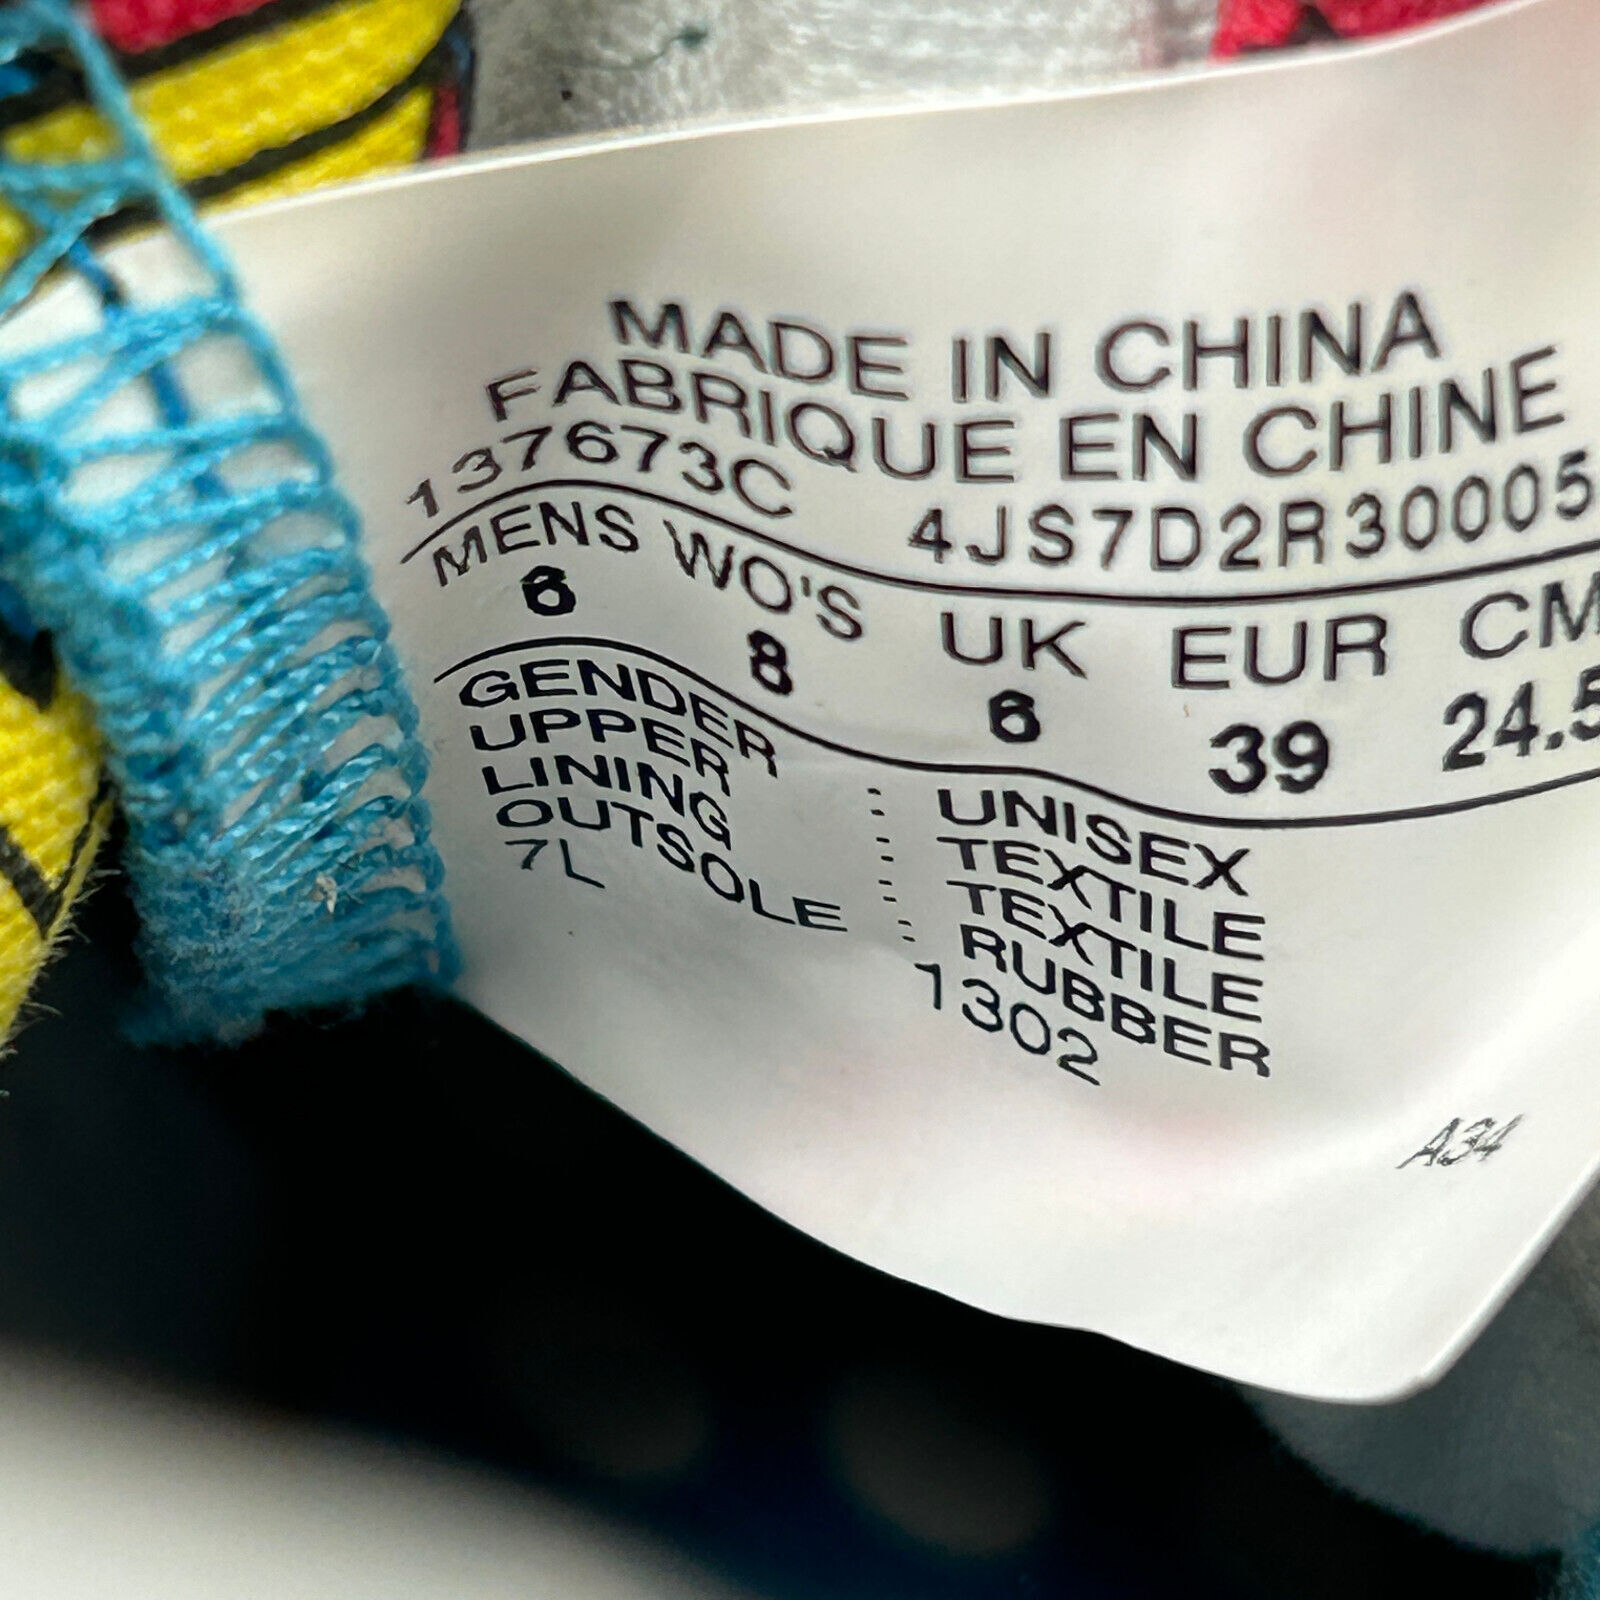 MADE IN CHINA
FABRIQUE EN CHINE
137673C 4JS7D2R30005
MENS WO'S UK EUR CM
6 8 6 39 24.5
GENDER : UNISEX
UPPER : TEXTILE
LINING : TEXTILE
OUTSOLE : RUBBER
7L 1302
A34